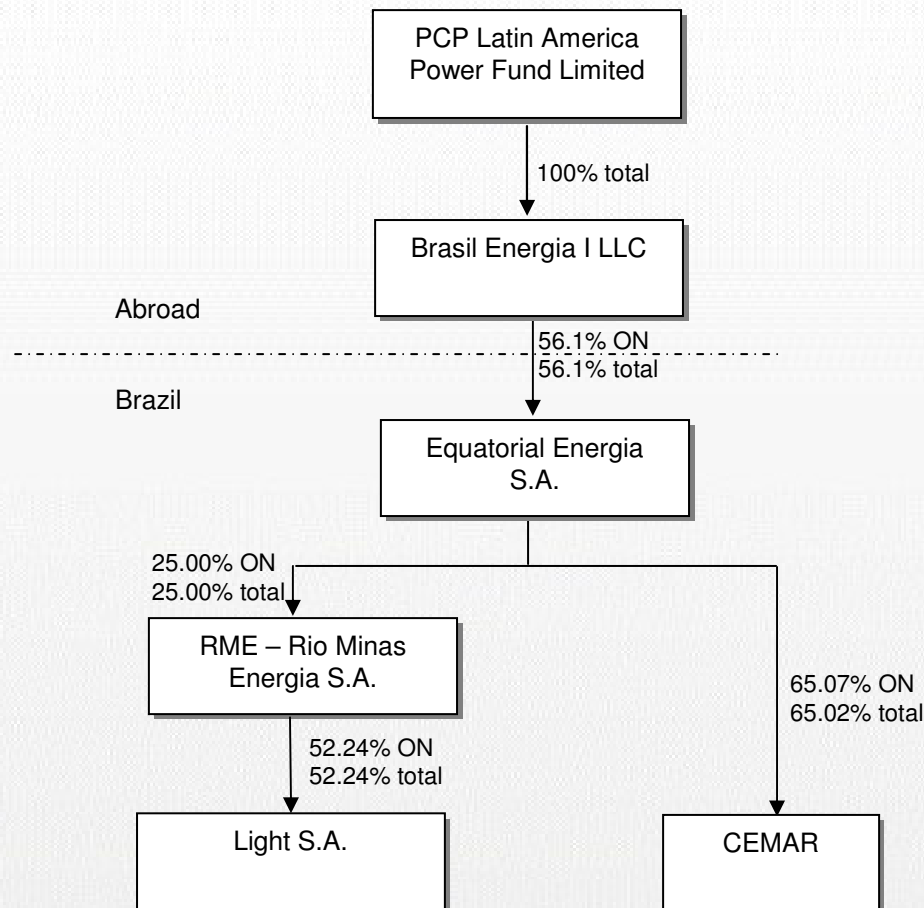 PCP Latin America
Power Fund Limited
100% total
Brasil Energia I LLC
Abroad
56.1% ON
56.1% total
Brazil
Equatorial Energia
S.A.
25.00% ON
25.00% total
RME – Rio Minas
Energia S.A.
65.07% ON
65.02% total
52.24% ON
52.24% total
Light S.A.
CEMAR